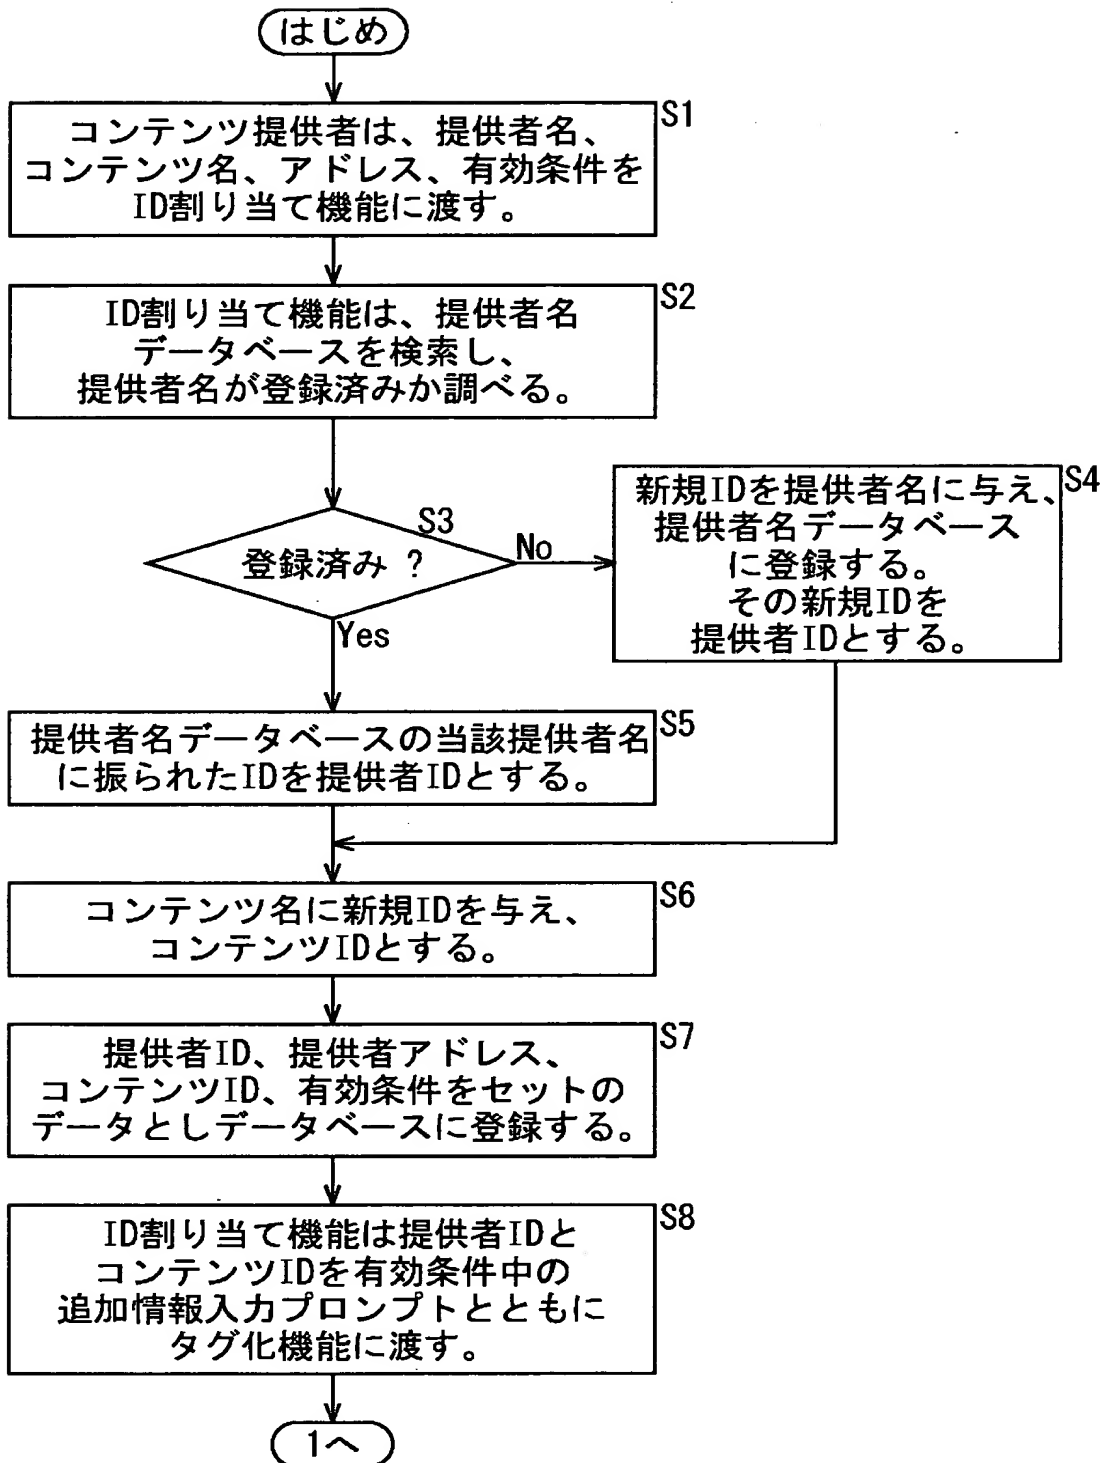 はじめ
S1
コンテンツ提供者は、提供者名、
コンテンツ名、アドレス、有効条件を
ID割り当て機能に渡す。
S2
ID割り当て機能は、提供者名
データベースを検索し、
提供者名が登録済みか調べる。
S3
登録済み ?
No
Yes
S4
新規IDを提供者名に与え、
提供者名データベース
に登録する。
その新規IDを
提供者IDとする。
S5
提供者名データベースの当該提供者名
に振られたIDを提供者IDとする。
S6
コンテンツ名に新規IDを与え、
コンテンツIDとする。
S7
提供者ID、提供者アドレス、
コンテンツID、有効条件をセットの
データとしデータベースに登録する。
S8
ID割り当て機能は提供者IDと
コンテンツIDを有効条件中の
追加情報入力プロンプトとともに
タグ化機能に渡す。
1へ